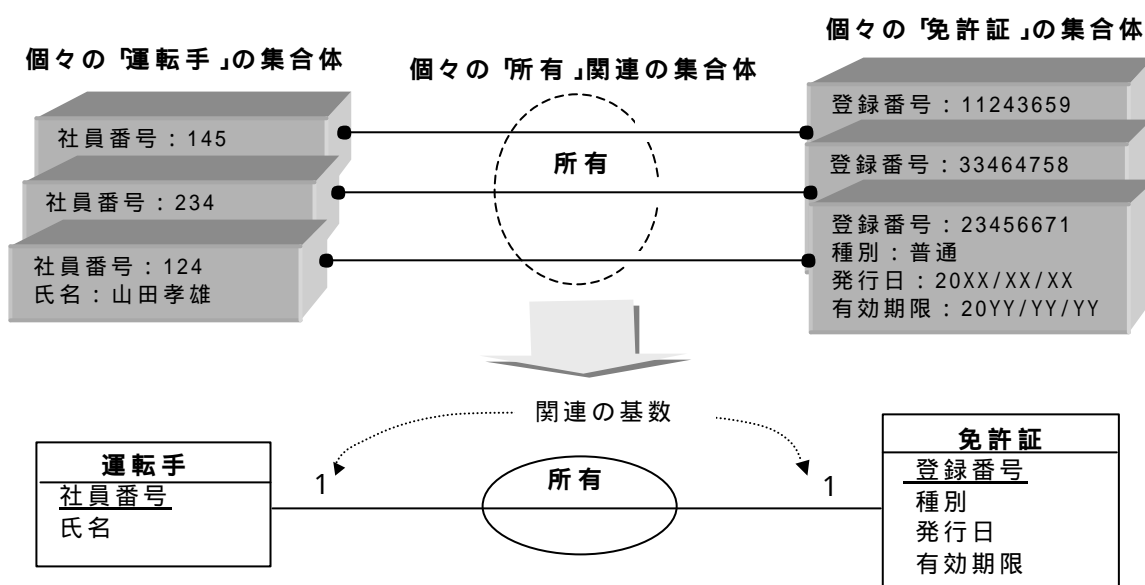 個々の「運転手」の集合体
個々の「所有」関連の集合体
個々の「免許証」の集合体
社員番号：145
社員番号：234
社員番号：124
氏名：山田孝雄
所有
登録番号：11243659
登録番号：33464758
登録番号：23456671
種別：普通
発行日：20XX/XX/XX
有効期限：20YY/YY/YY
関連の基数
運転手
社員番号
氏名
1
所有
1
免許証
登録番号
種別
発行日
有効期限